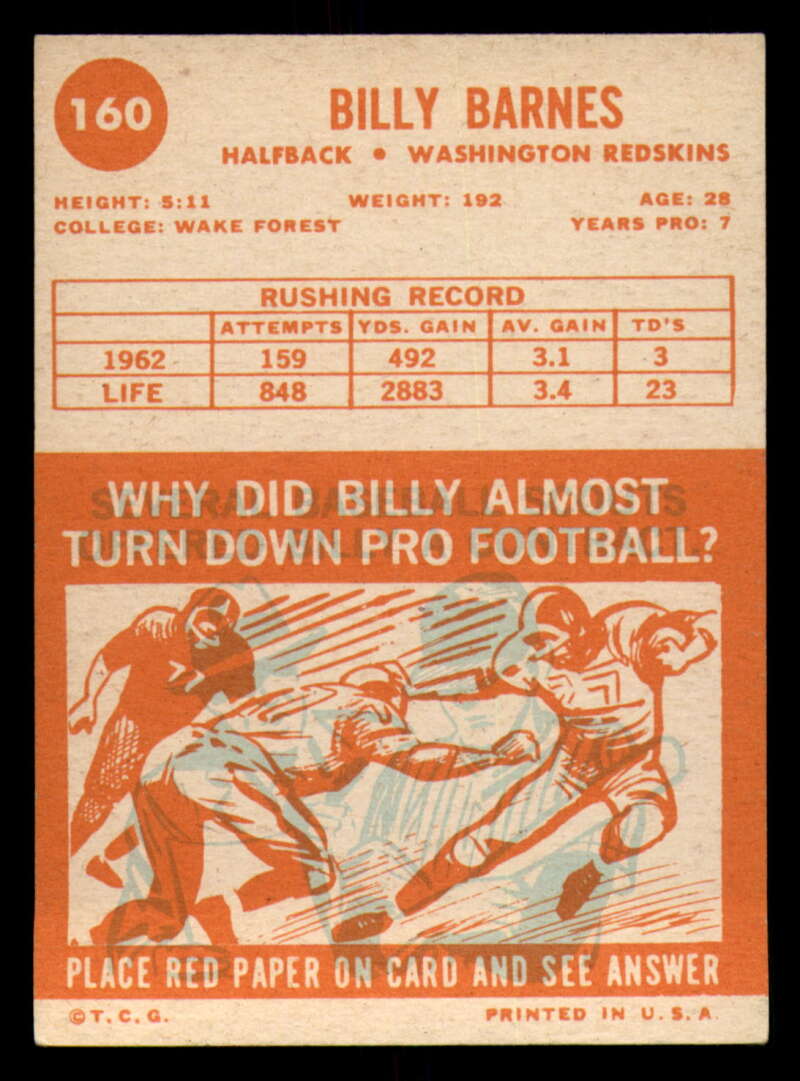 160
BILLY BARNES
HALFBACK • WASHINGTON REDSKINS
HEIGHT: 5:11 WEIGHT: 192 AGE: 28
COLLEGE: WAKE FOREST YEARS PRO: 7
RUSHING RECORD
ATTEMPTS YDS. GAIN AV. GAIN TD'S
1962 159 492 3.1 3
LIFE 848 2883 3.4 23
WHY DID BILLY ALMOST
SEVERAL BASEBALL SCOUTS
TURN DOWN PRO FOOTBALL?
PLACE RED PAPER ON CARD AND SEE ANSWER
©T.C.G. PRINTED IN U.S.A.